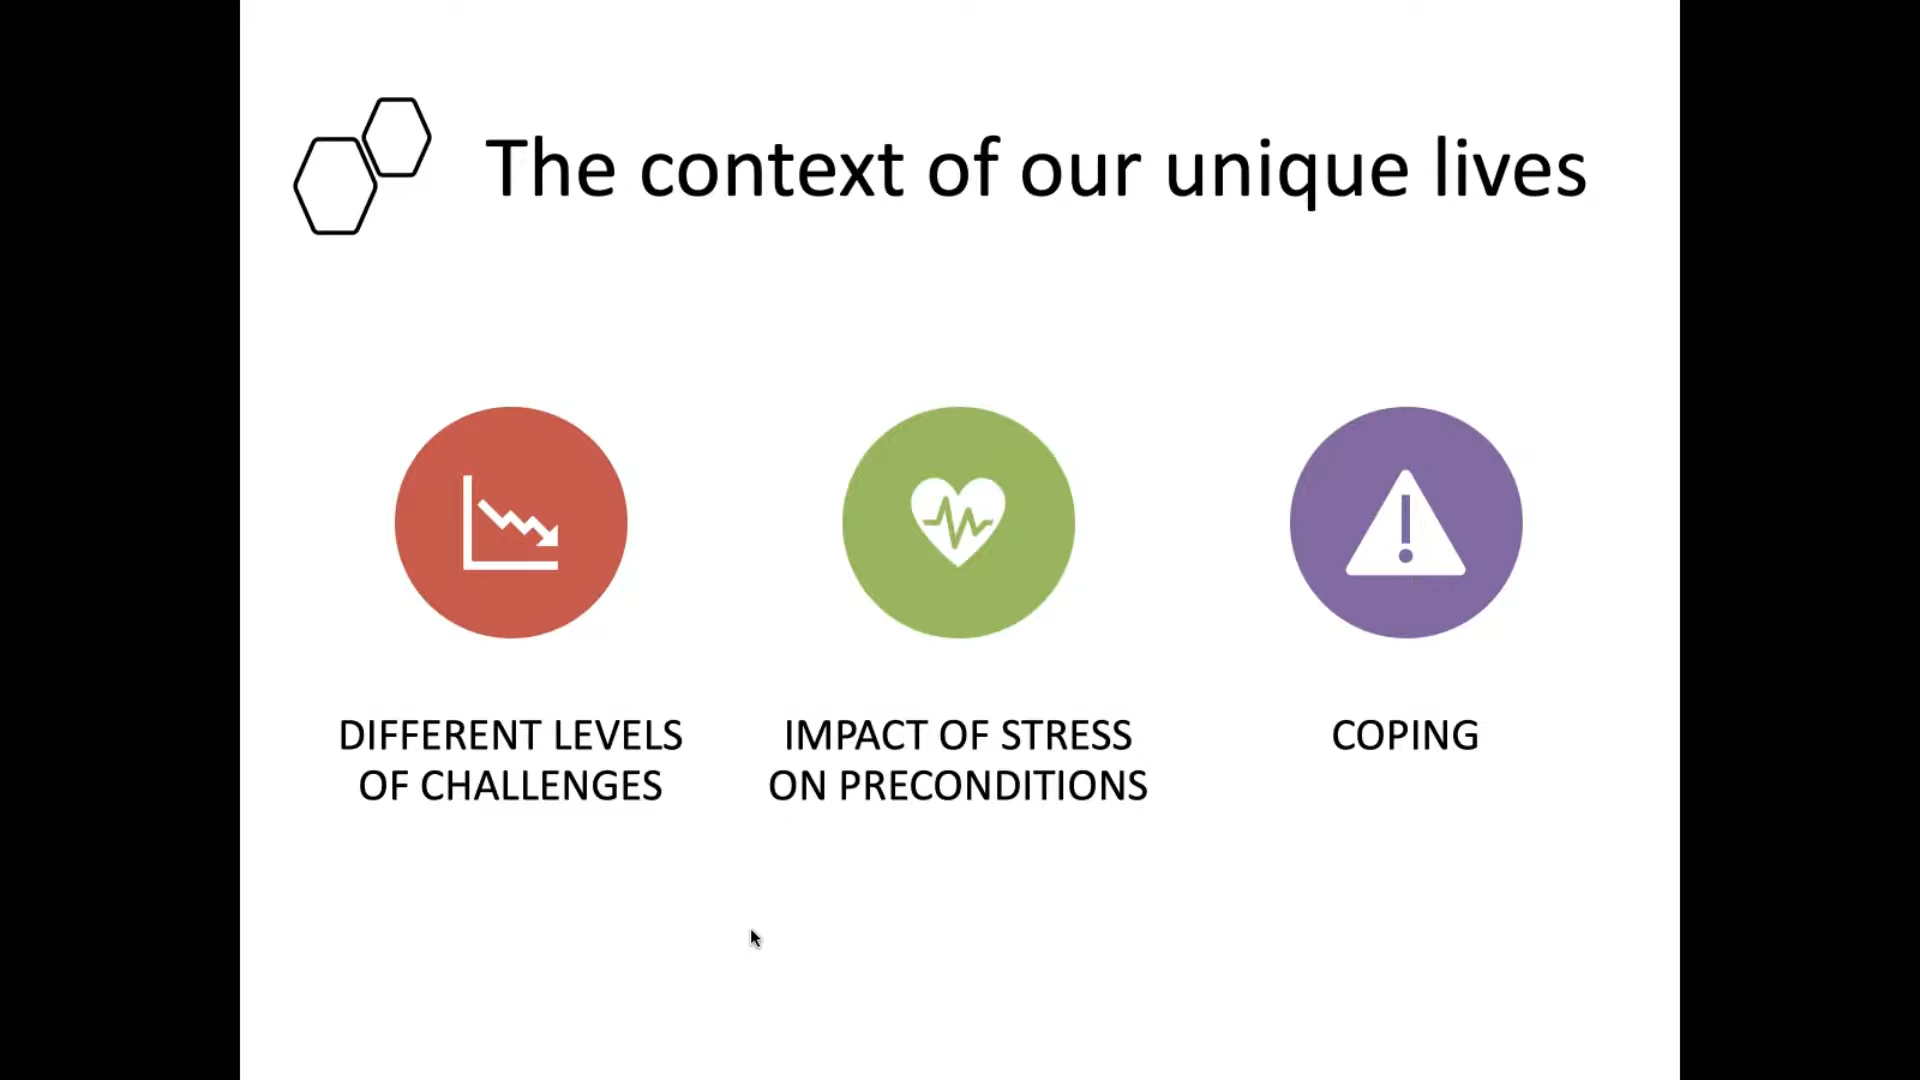 The context of our unique lives
DIFFERENT LEVELS
OF CHALLENGES
IMPACT OF STRESS
ON PRECONDITIONS
COPING